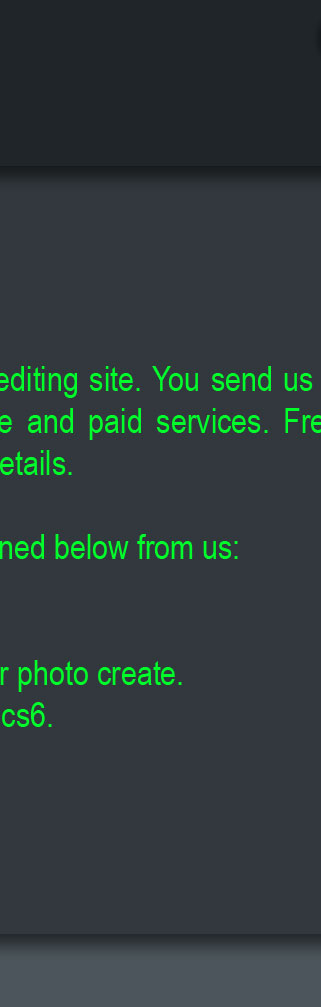 editing site. You send us
e and paid services. Fre
etails.
ned below from us:
r photo create.
cs6.